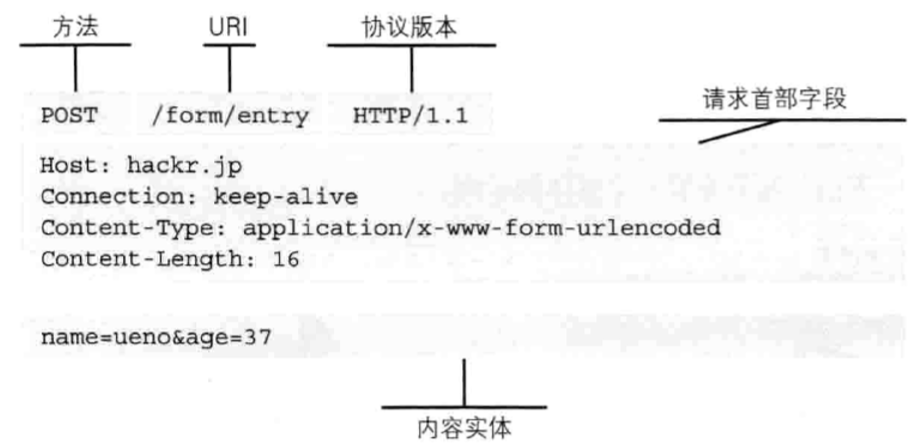 方法 URI 协议版本
请求首部字段
POST /form/entry HTTP/1.1
Host: hackr.jp
Connection: keep-alive
Content-Type: application/x-www-form-urlencoded
Content-Length: 16
name=ueno&age=37
内容实体